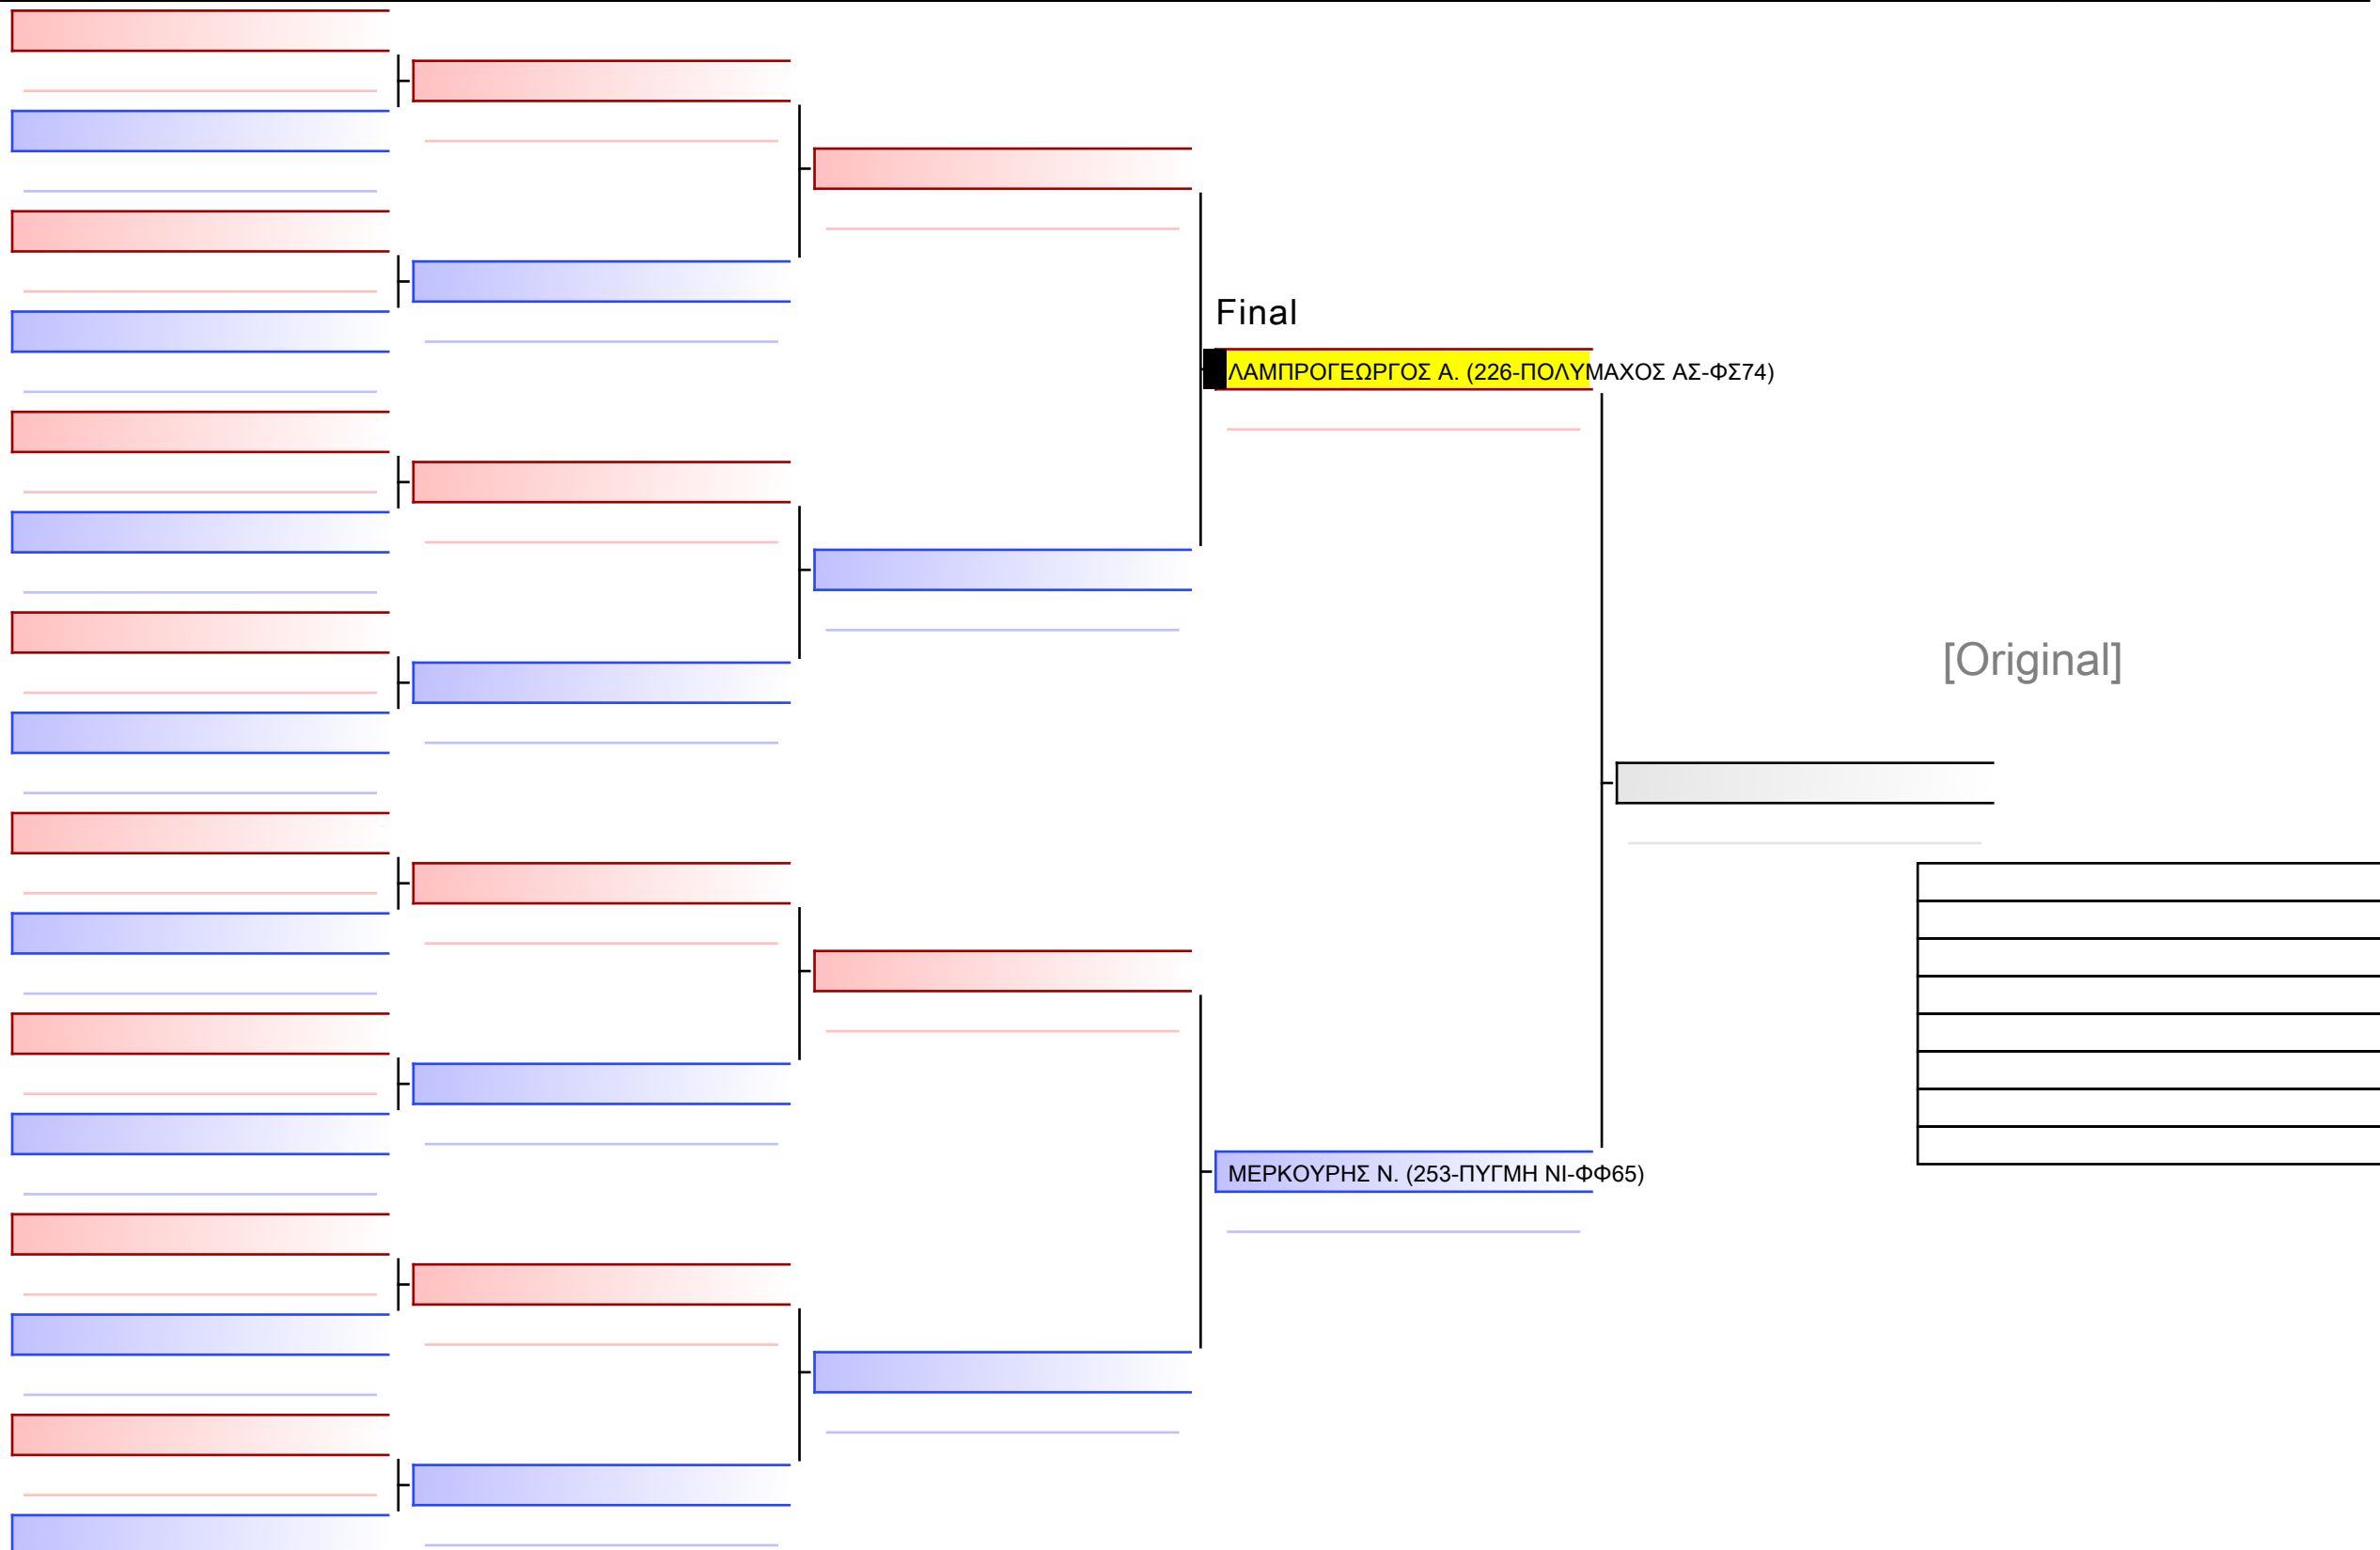 Final
ΛΑΜΠΡΟΓΕΩΡΓΟΣ Α. (226-ΠΟΛΥΜΑΧΟΣ ΑΣ-ΦΣ74)
[Original]
ΜΕΡΚΟΥΡΗΣ Ν. (253-ΠΥΓΜΗ ΝΙ-ΦΦ65)